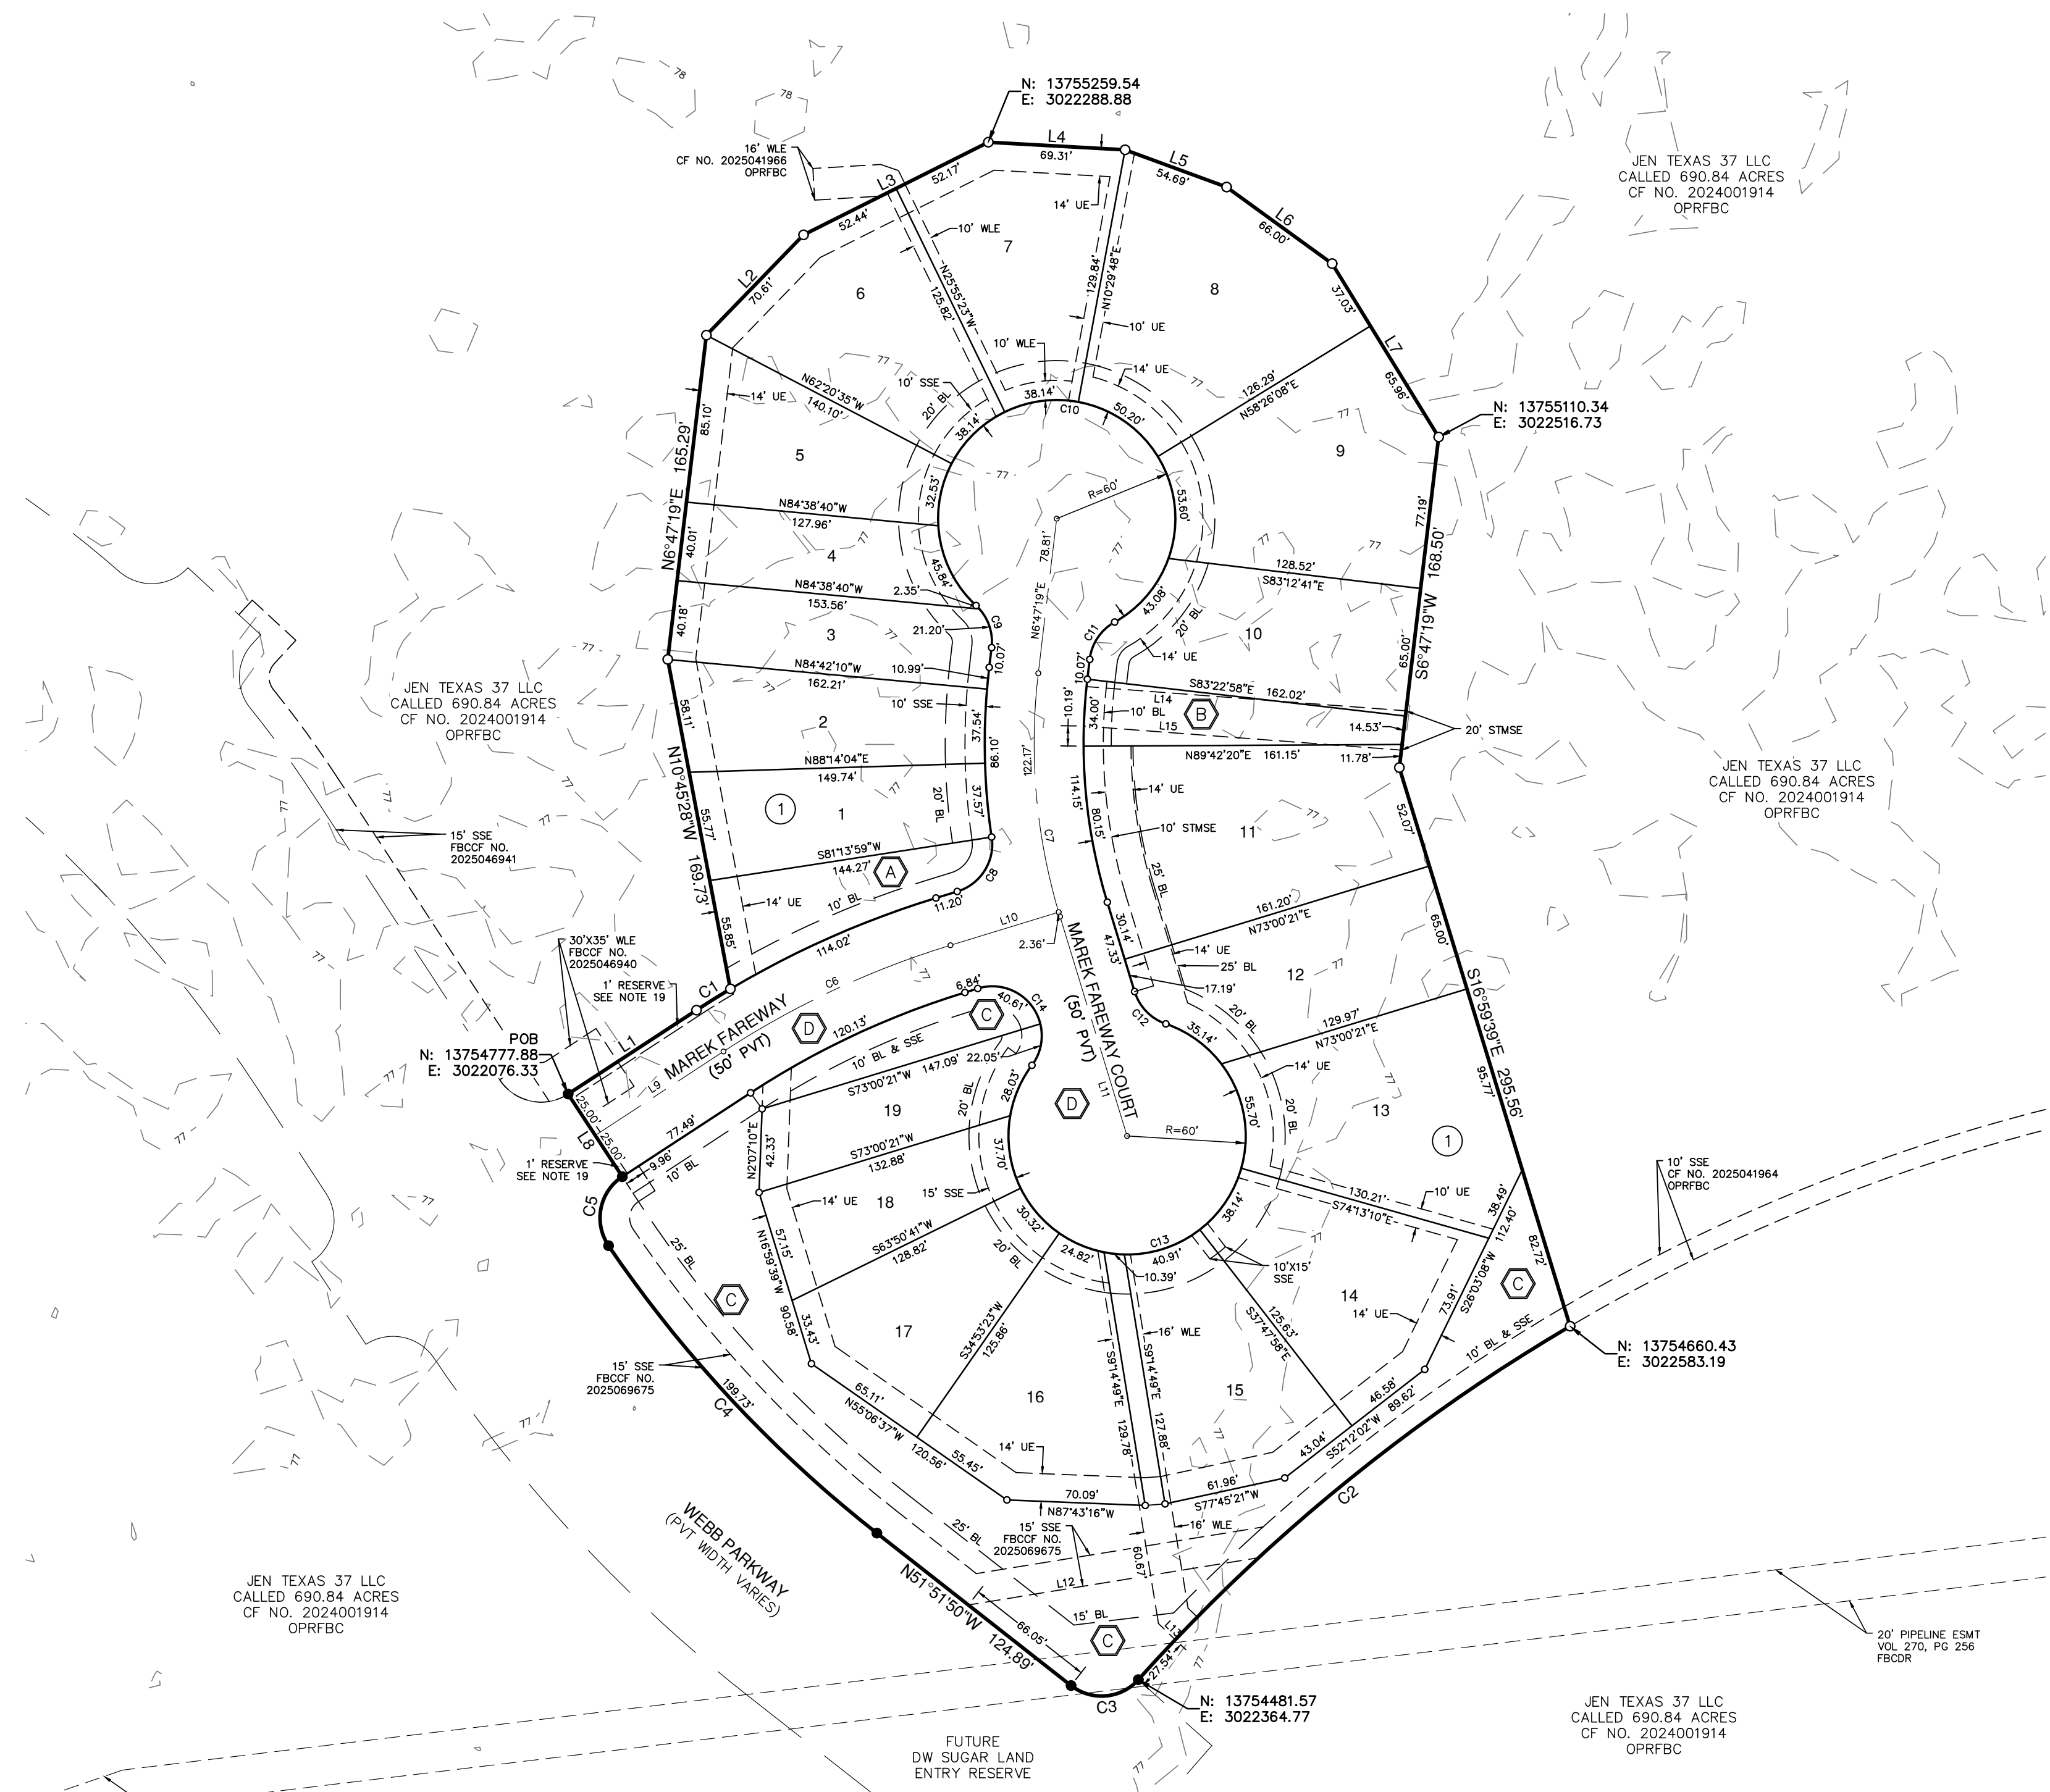 78
78
N: 13755259.54
E: 3022288.88
16' WLE
CF NO. 2025041966
OPRFBC
L3
52.17'
52.44'
L4
69.31'
L5
54.69'
L6
66.00'
JEN TEXAS 37 LLC
CALLED 690.84 ACRES
CF NO. 2024001914
OPRFBC
L2
70.61'
14' UE
10' WLE
7
6
8
N25°55'23"W
125.82'
129.84'
N10°29'48"E
10' UE
37.03'
L7
65.96'
10' WLE
14' UE
77
77
77
N62°20'35"W
140.10'
10' SSE
20' BL
38.14'
38.14'
C10
50.20'
126.29'
N58°26'08"E
N: 13755110.34
E: 3022516.73
85.10'
14' UE
N6°47'19"E 165.29'
5
9
32.53'
77
R=60'
53.60'
N84°38'40"W
127.96'
77
77
77
40.01'
4
45.84'
78.81'
N6°47'19"E
128.52'
S83°12'41"E
77.19'
S6°47'19"W 168.50'
N84°38'40"W
153.56'
2.35'
43.08'
20' BL
40.18'
3
77
C9
21.20'
C11
10
14' UE
65.00'
N84°42'10"W
162.21'
10.99'
10.07'
10.07'
S83°22'58"E 162.02'
JEN TEXAS 37 LLC
CALLED 690.84 ACRES
CF NO. 2024001914
OPRFBC
58.11'
10' SSE
2
37.54'
86.10'
10.19'
34.00'
L14
10' BL
L15
B
14.53'
20' STMSE
N89°42'20"E 161.15'
11.78'
N88°14'04"E
149.74'
122.17'
JEN TEXAS 37 LLC
CALLED 690.84 ACRES
CF NO. 2024001914
OPRFBC
N10°45'28"W 169.73'
55.77'
1
1
77
20' BL
37.57'
C7
114.15'
80.15'
14' UE
10' STMSE
11
52.07'
15' SSE
FBCCF NO.
2025046941
S81°13'59"W
144.27'
A
C8
25' BL
55.85'
14' UE
10' BL
11.20'
L10
2.36'
161.20'
N73°00'21"E
65.00'
30'X35' WLE
FBCCF NO.
2025046940
1' RESERVE
SEE NOTE 19
C1
114.02'
C6
77
30.14'
47.33'
14' UE
25' BL
17.19'
12
77
S16°59'39"E 295.56'
MAREK FAREWAY
(50' PVT)
MAREK FAREWAY COURT
(50' PVT)
L11
POB
N: 13754777.88
E: 3022076.33
L1
L9
D
120.13'
6.84'
C
40.61'
C14
C12
35.14'
20' BL
129.97'
N73°00'21"E
10' BL & SSE
S73°00'21"W 147.09'
22.05'
14' UE
95.77'
25.00'
25.00'
L8
77.49'
19
28.03'
20' BL
D
R=60'
55.70'
20' BL
13
1
1' RESERVE
SEE NOTE 19
9.96'
10' BL
N2°07'10"E
42.33'
S73°00'21"W
132.88'
37.70'
10' SSE
CF NO. 2025041964
OPRFBC
C5
14' UE
18
15' SSE
130.21'
S74°13'10"E
10' UE
38.49'
112.40'
S26°03'08"W
73.91'
82.72'
25' BL
C
57.15'
N16°59'39"W 90.58'
33.43'
S63°50'41"W
128.82'
30.32'
20' BL
24.82'
C13
40.91'
38.14'
10.39'
10'X15'
SSE
C
14
14' UE
17
S34°53'23"W
125.86'
16' WLE
125.63'
S37°47'58"E
10' BL & SSE
N: 13754660.43
E: 3022583.19
15' SSE
FBCCF NO.
2025069675
199.73'
C4
65.11'
N55°06'37"W
120.56'
55.45'
16
S9°14'49"E 129.78'
S9°14'49"E 127.88'
15
46.58'
S52°12'02"W 89.62'
43.04'
14' UE
70.09'
N87°43'16"W
61.96'
S77°45'21"W
C2
25' BL
15' SSE
FBCCF NO.
2025069675
16' WLE
60.67'
WEBB PARKWAY
(PVT WIDTH VARIES)
L12
N51°51'50"W 124.89'
66.05'
15' BL
C
L13
27.54'
77
C3
N: 13754481.57
E: 3022364.77
JEN TEXAS 37 LLC
CALLED 690.84 ACRES
CF NO. 2024001914
OPRFBC
20' PIPELINE ESMT
VOL 270, PG 256
FBCDR
JEN TEXAS 37 LLC
CALLED 690.84 ACRES
CF NO. 2024001914
OPRFBC
FUTURE
DW SUGAR LAND
ENTRY RESERVE